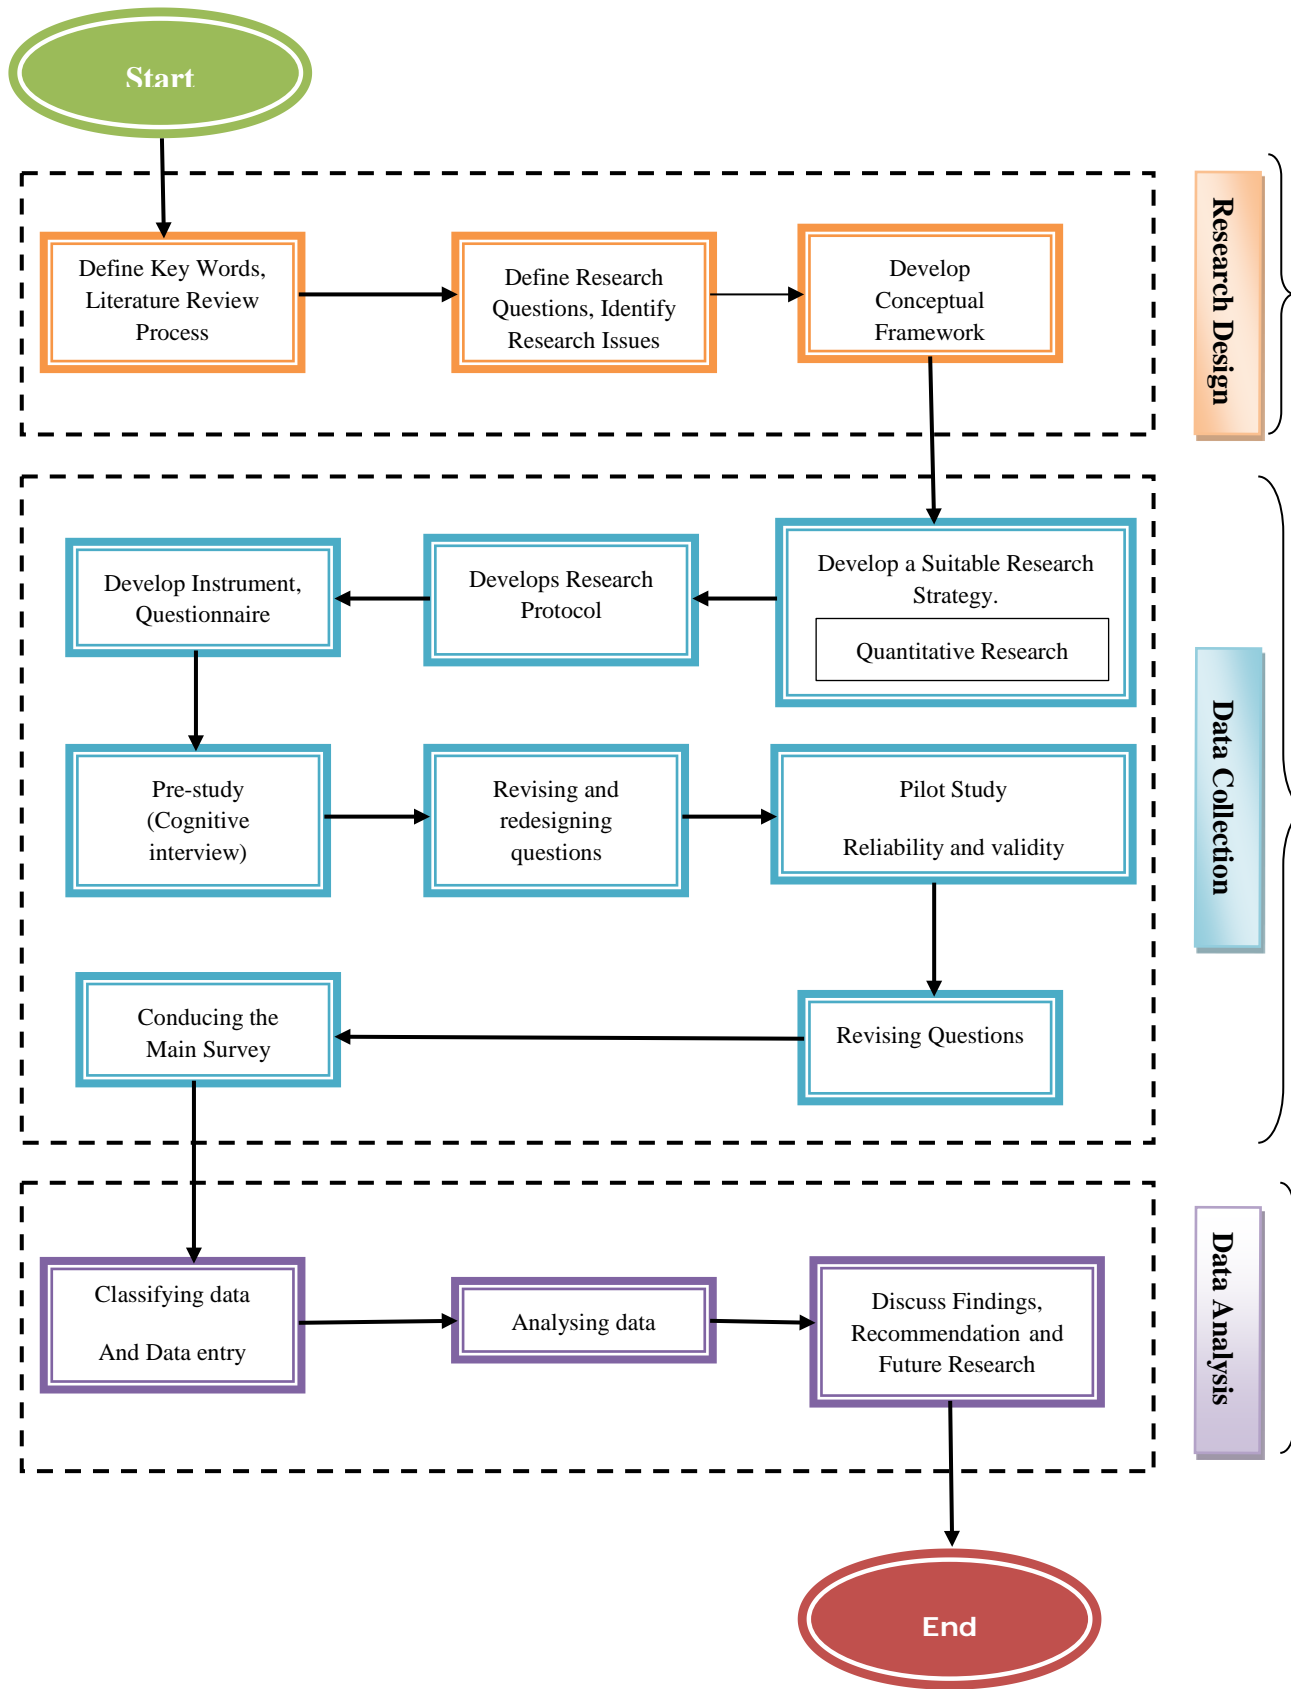 Start
Define Key Words,
Literature Review
Process
Define Research
Questions, Identify
Research Issues
Develop
Conceptual
Framework
Research Design
Develop a Suitable Research
Strategy.
Quantitative Research
Develops Research
Protocol
Develop Instrument,
Questionnaire
Pre-study
(Cognitive
interview)
Revising and
redesigning
questions
Pilot Study
Reliability and validity
Revising Questions
Conducing the
Main Survey
Data Collection
Classifying data
And Data entry
Analysing data
Discuss Findings,
Recommendation and
Future Research
Data Analysis
End